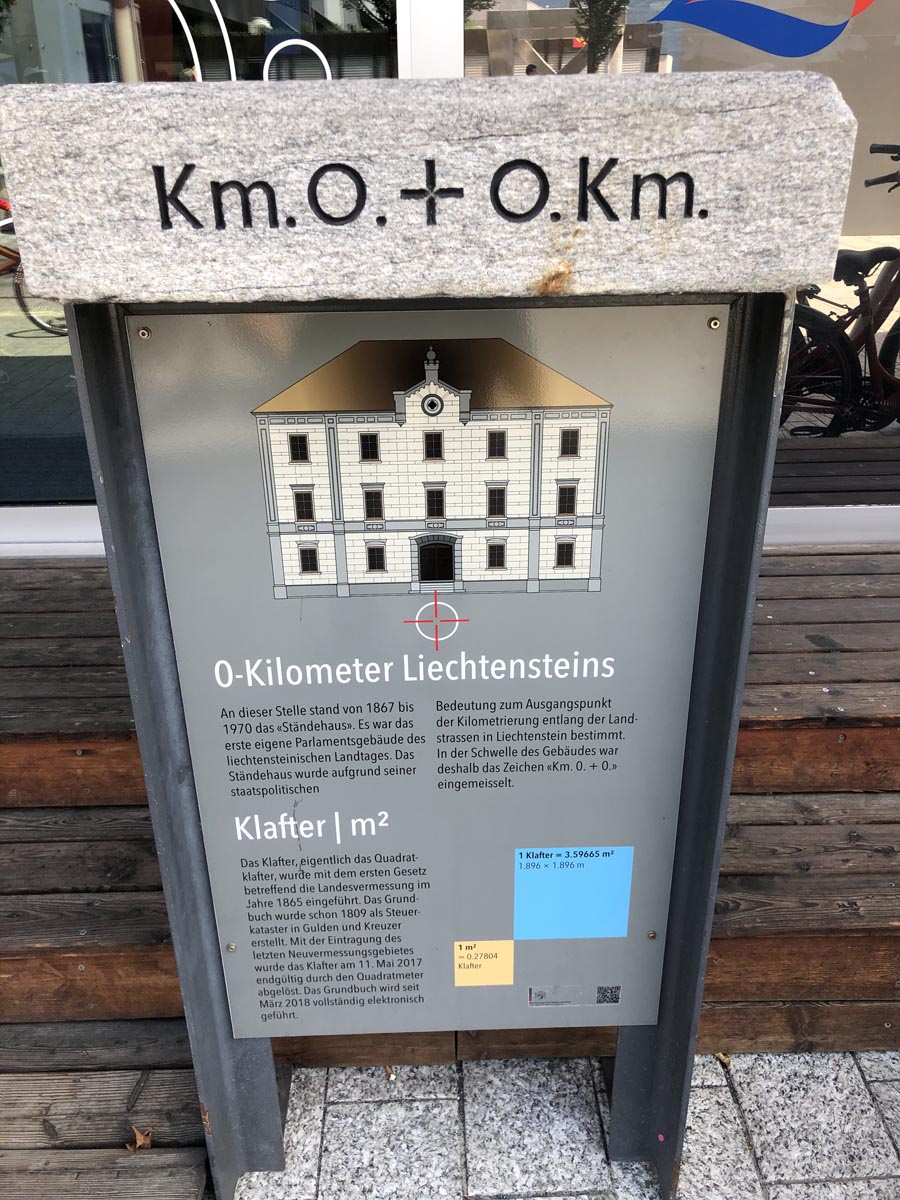 Km.O.+ O.Km.
0-Kilometer Liechtensteins
An dieser Stelle stand von 1867 bis
1970 das «Ständehaus». Es war das
erste eigene Parlamentsgebäude des
liechtensteinischen Landtages. Das
Ständehaus wurde aufgrund seiner
staatspolitischen
Bedeutung zum Ausgangspunkt
der Kilometrierung entlang der Land-
strassen in Liechtenstein bestimmt.
In der Schwelle des Gebäudes war
deshalb das Zeichen «Km. 0. + 0.»
eingemeisselt.
Klafter | m²
Das Klafter, eigentlich das Quadrat-
klafter, wurde mit dem ersten Gesetz
betreffend die Landesvermessung im
Jahre 1865 eingeführt. Das Grund-
buch wurde schon 1809 als Steuer-
kataster in Gulden und Kreuzer
erstellt. Mit der Eintragung des
letzten Neuvermessungsgebietes
wurde das Klafter am 11. Mai 2017
endgültig durch den Quadratmeter
abgelöst. Das Grundbuch wird seit
März 2018 vollständig elektronisch
geführt.
1 Klafter = 3.59665 m²
1.896 × 1.896 m
1 m²
= 0.27804
Klafter